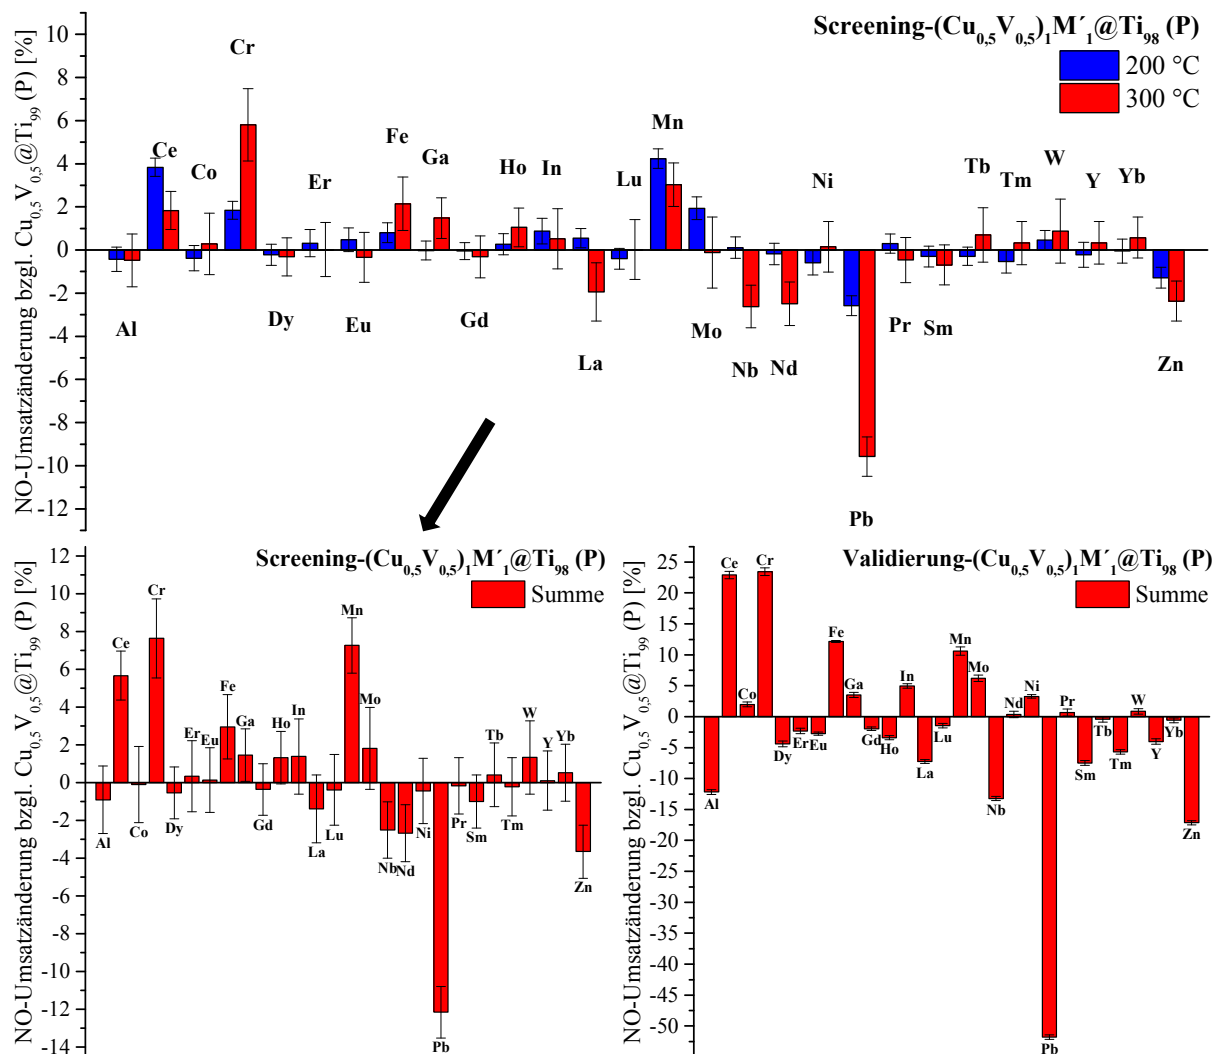 Screening-(Cu0,5V0,5)1M´1@Ti98 (P)
200 °C
300 °C
NO-Umsatzänderung bzgl. Cu0,5V0,5@Ti99 (P) [%]
10
8
6
4
2
0
-2
-4
-6
-8
-10
-12
Al
Ce
Co
Cr
Dy
Er
Eu
Fe
Ga
Gd
Ho
In
La
Lu
Mn
Mo
Nb
Nd
Ni
Pb
Pr
Sm
Tb
Tm
W
Y
Yb
Zn
Screening-(Cu0,5V0,5)1M´1@Ti98 (P)
Summe
NO-Umsatzänderung bzgl. Cu0,5V0,5@Ti99 (P) [%]
12
10
8
6
4
2
0
-2
-4
-6
-8
-10
-12
-14
Al
Ce
Co
Cr
Dy
Er
Eu
Fe
Ga
Gd
Ho
In
La
Lu
Mn
Mo
Nb
Nd
Ni
Pb
Pr
Sm
Tb
Tm
W
Y
Yb
Zn
Validierung-(Cu0,5V0,5)1M´1@Ti98 (P)
Summe
NO-Umsatzänderung bzgl. Cu0,5V0,5@Ti99 (P) [%]
25
20
15
10
5
0
-5
-10
-15
-20
-25
-30
-35
-40
-45
-50
Al
Ce
Co
Cr
Dy
Er
Eu
Fe
Ga
Gd
Ho
In
La
Lu
Mn
Mo
Nb
Nd
Ni
Pb
Pr
Sm
Tb
Tm
W
Y
Yb
Zn